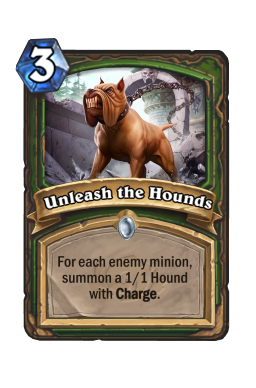 3
Unleash the Hounds
For each enemy minion,
summon a 1/1 Hound
with Charge.